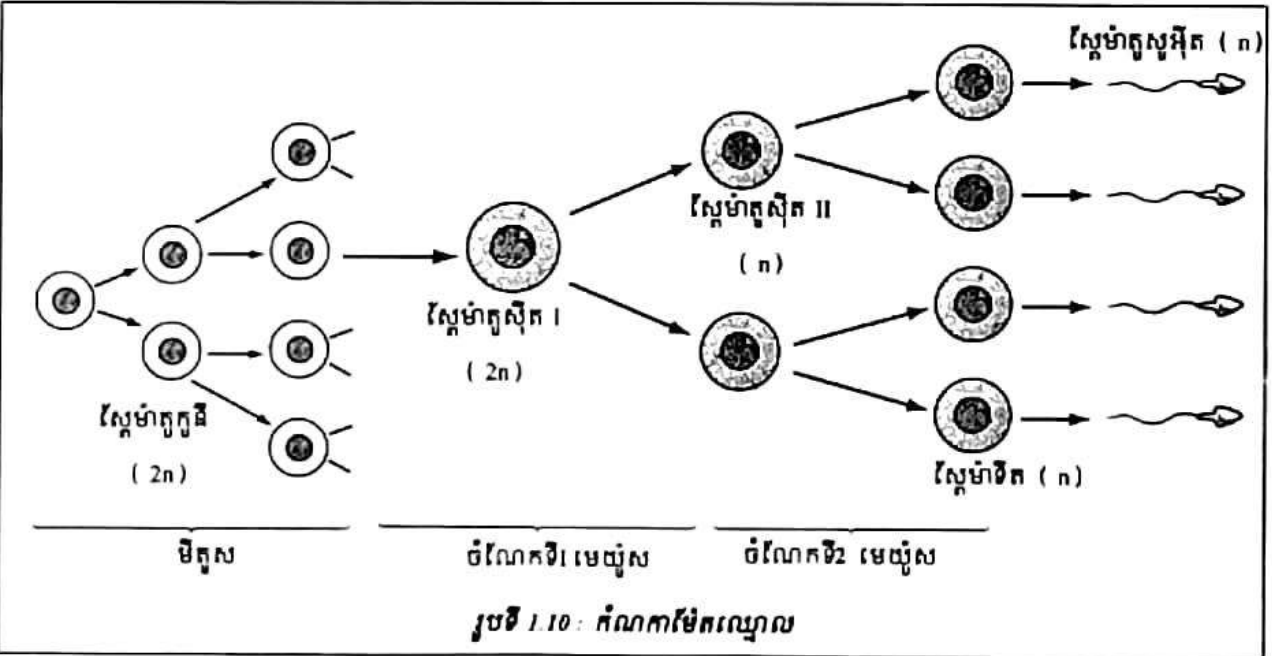 ស្ពែម៉ាតូសូអ៊ីត ( n )
ស្ពែម៉ាតូស៊ីត II
( n )
ស្ពែម៉ាតូស៊ីត I
( 2n )
ស្ពែម៉ាតូកូនី
( 2n )
ស្ពែម៉ាទីត ( n )
មីតូស
ចំណែកទី1 មេយ៉ូស
ចំណែកទី2 មេយ៉ូស
រូបទី 1.10 : កំណកាម៉ែតឈ្មោល